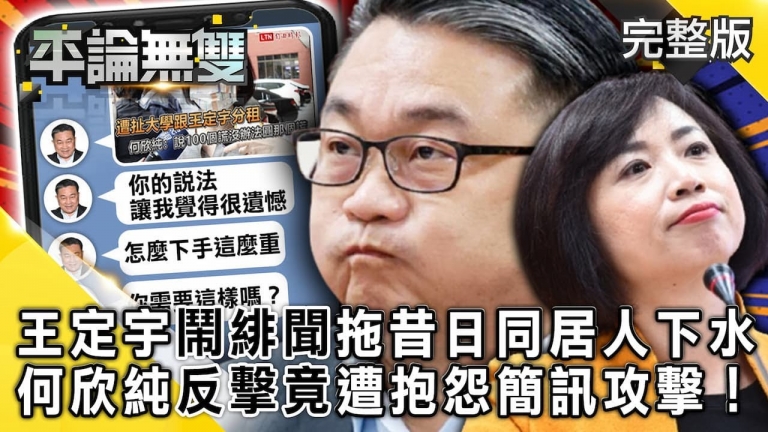 平論無雙
完整版
LTN
遭扯大學跟王定宇分租
何欣純：說100個謊沒辦法圓那個謊
你的說法
讓我覺得很遺憾
怎麼下手這麼重
你需要這樣嗎？
王定宇鬧緋聞拖昔日同居人下水
何欣純反擊竟遭抱怨簡訊攻擊！